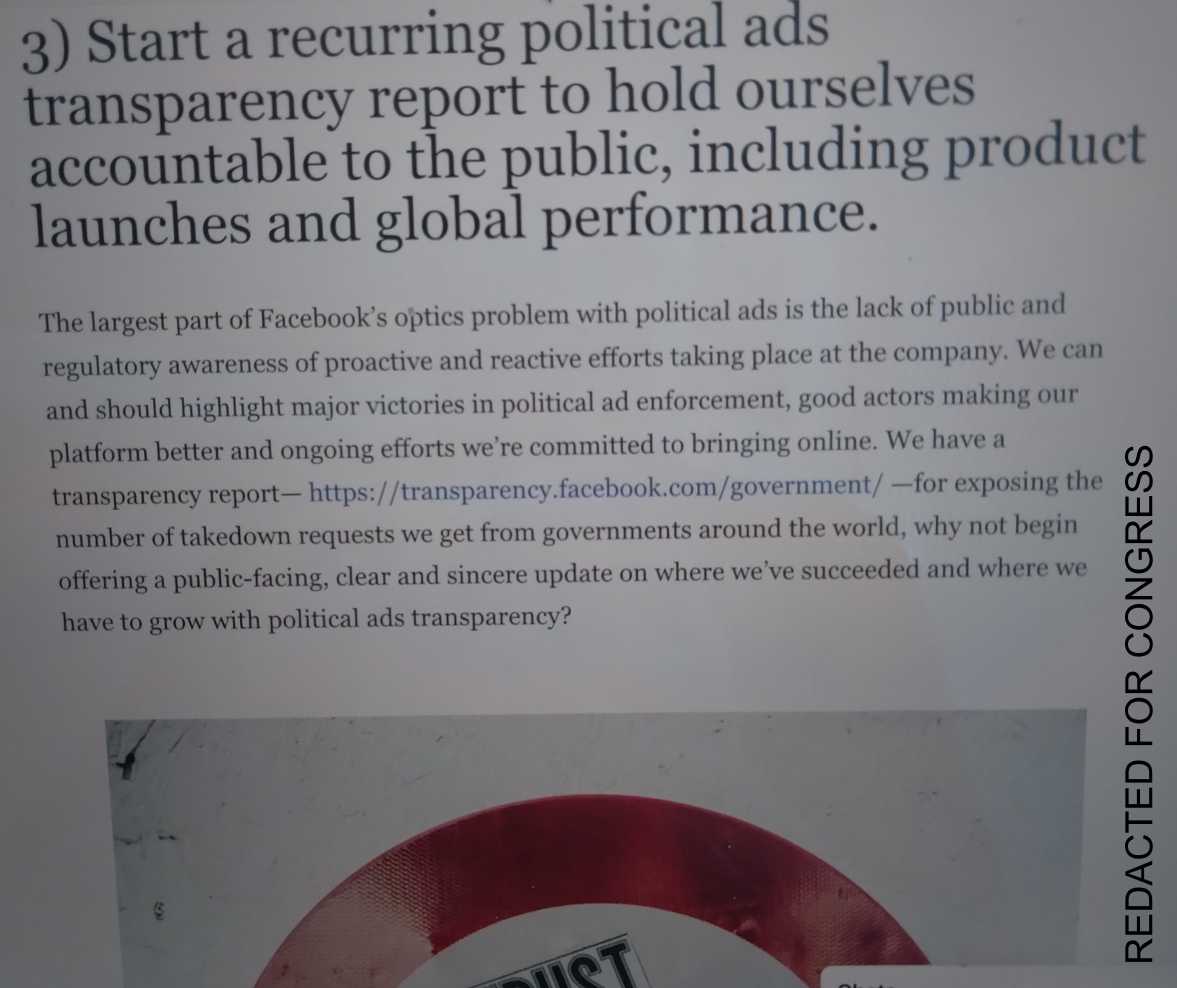 3) Start a recurring political ads
transparency report to hold ourselves
accountable to the public, including product
launches and global performance.
The largest part of Facebook’s optics problem with political ads is the lack of public and
regulatory awareness of proactive and reactive efforts taking place at the company. We can
and should highlight major victories in political ad enforcement, good actors making our
platform better and ongoing efforts we’re committed to bringing online. We have a
transparency report— https://transparency.facebook.com/government/ —for exposing the
number of takedown requests we get from governments around the world, why not begin
offering a public-facing, clear and sincere update on where we’ve succeeded and where we
have to grow with political ads transparency?
REDACTED FOR CONGRESS